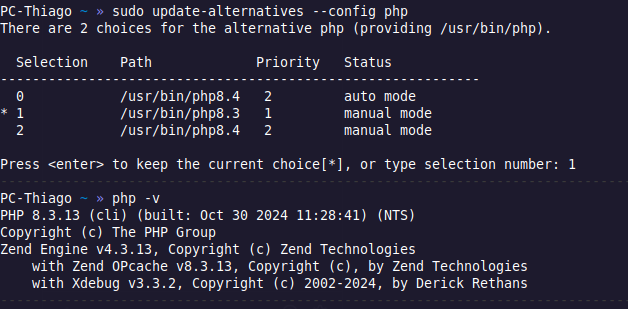 PC-Thiago ~ » sudo update-alternatives --config php
There are 2 choices for the alternative php (providing /usr/bin/php).
Selection Path Priority Status
------------------------------------------------------------
0 /usr/bin/php8.4 2 auto mode
* 1 /usr/bin/php8.3 1 manual mode
2 /usr/bin/php8.4 2 manual mode
Press <enter> to keep the current choice[*], or type selection number: 1
PC-Thiago ~ » php -v
PHP 8.3.13 (cli) (built: Oct 30 2024 11:28:41) (NTS)
Copyright (c) The PHP Group
Zend Engine v4.3.13, Copyright (c) Zend Technologies
with Zend OPcache v8.3.13, Copyright (c), by Zend Technologies
with Xdebug v3.3.2, Copyright (c) 2002-2024, by Derick Rethans